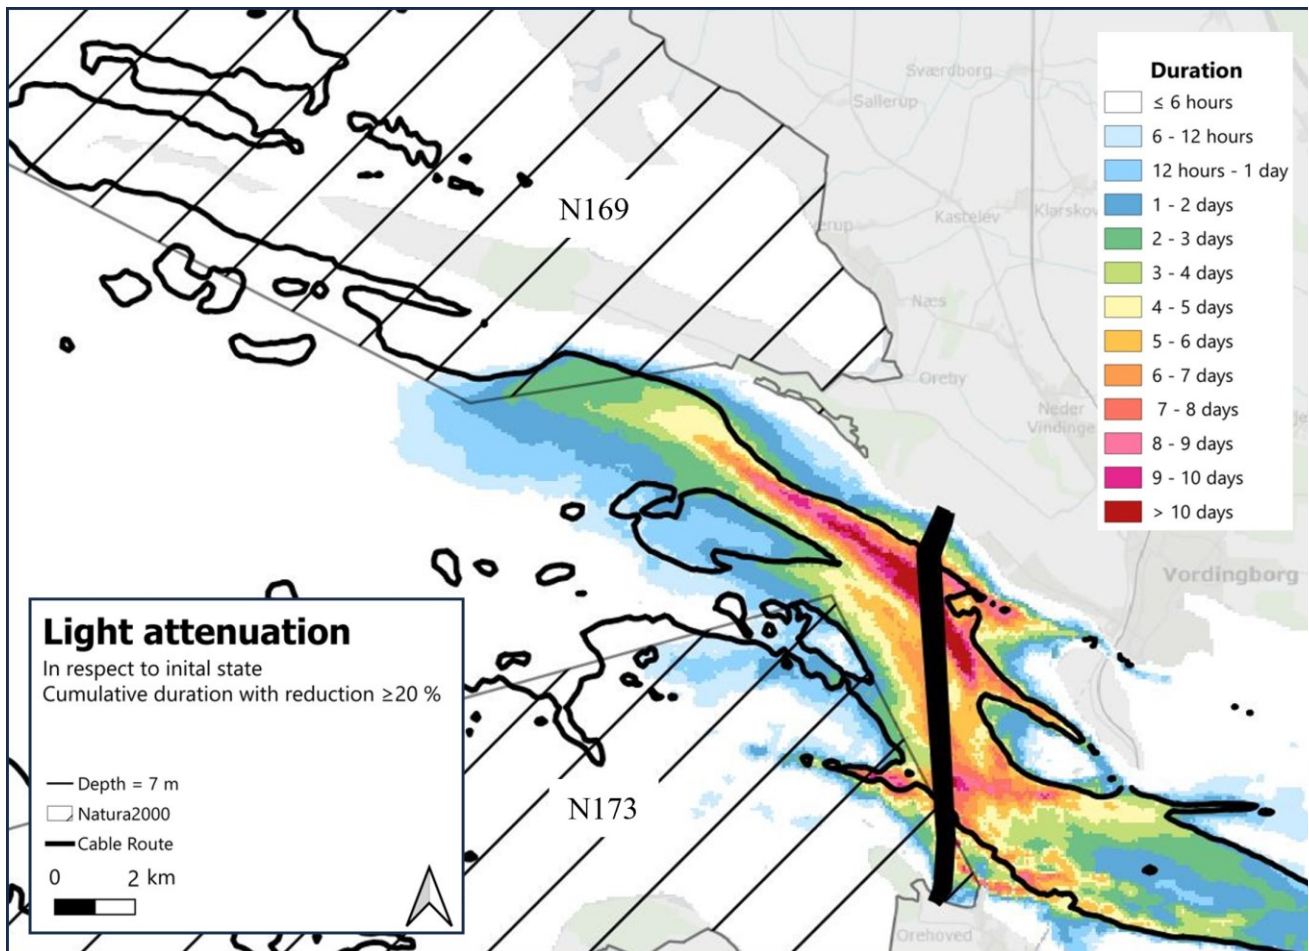 Duration
≤ 6 hours
6 - 12 hours
12 hours - 1 day
1 - 2 days
2 - 3 days
3 - 4 days
4 - 5 days
5 - 6 days
6 - 7 days
7 - 8 days
8 - 9 days
9 - 10 days
> 10 days
Sværdborg
Sallerup
N169
Kastelev
Klarskov
Næs
Oreby
Neder
Vindinge
Vordingborg
N173
Orehoved
Light attenuation
In respect to inital state
Cumulative duration with reduction ≥20 %
Depth = 7 m
Natura2000
Cable Route
0 2 km